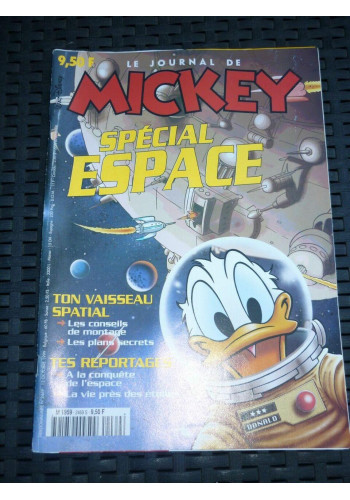 9,50 F
LE JOURNAL DE
MICKEY
SPÉCIAL
ESPACE
TON VAISSEAU
SPATIAL
Les conseils
de montage
Les plans secrets
TES REPORTAGES
À la conquête
de l'espace
La vie près des
9,50 F
DONALD